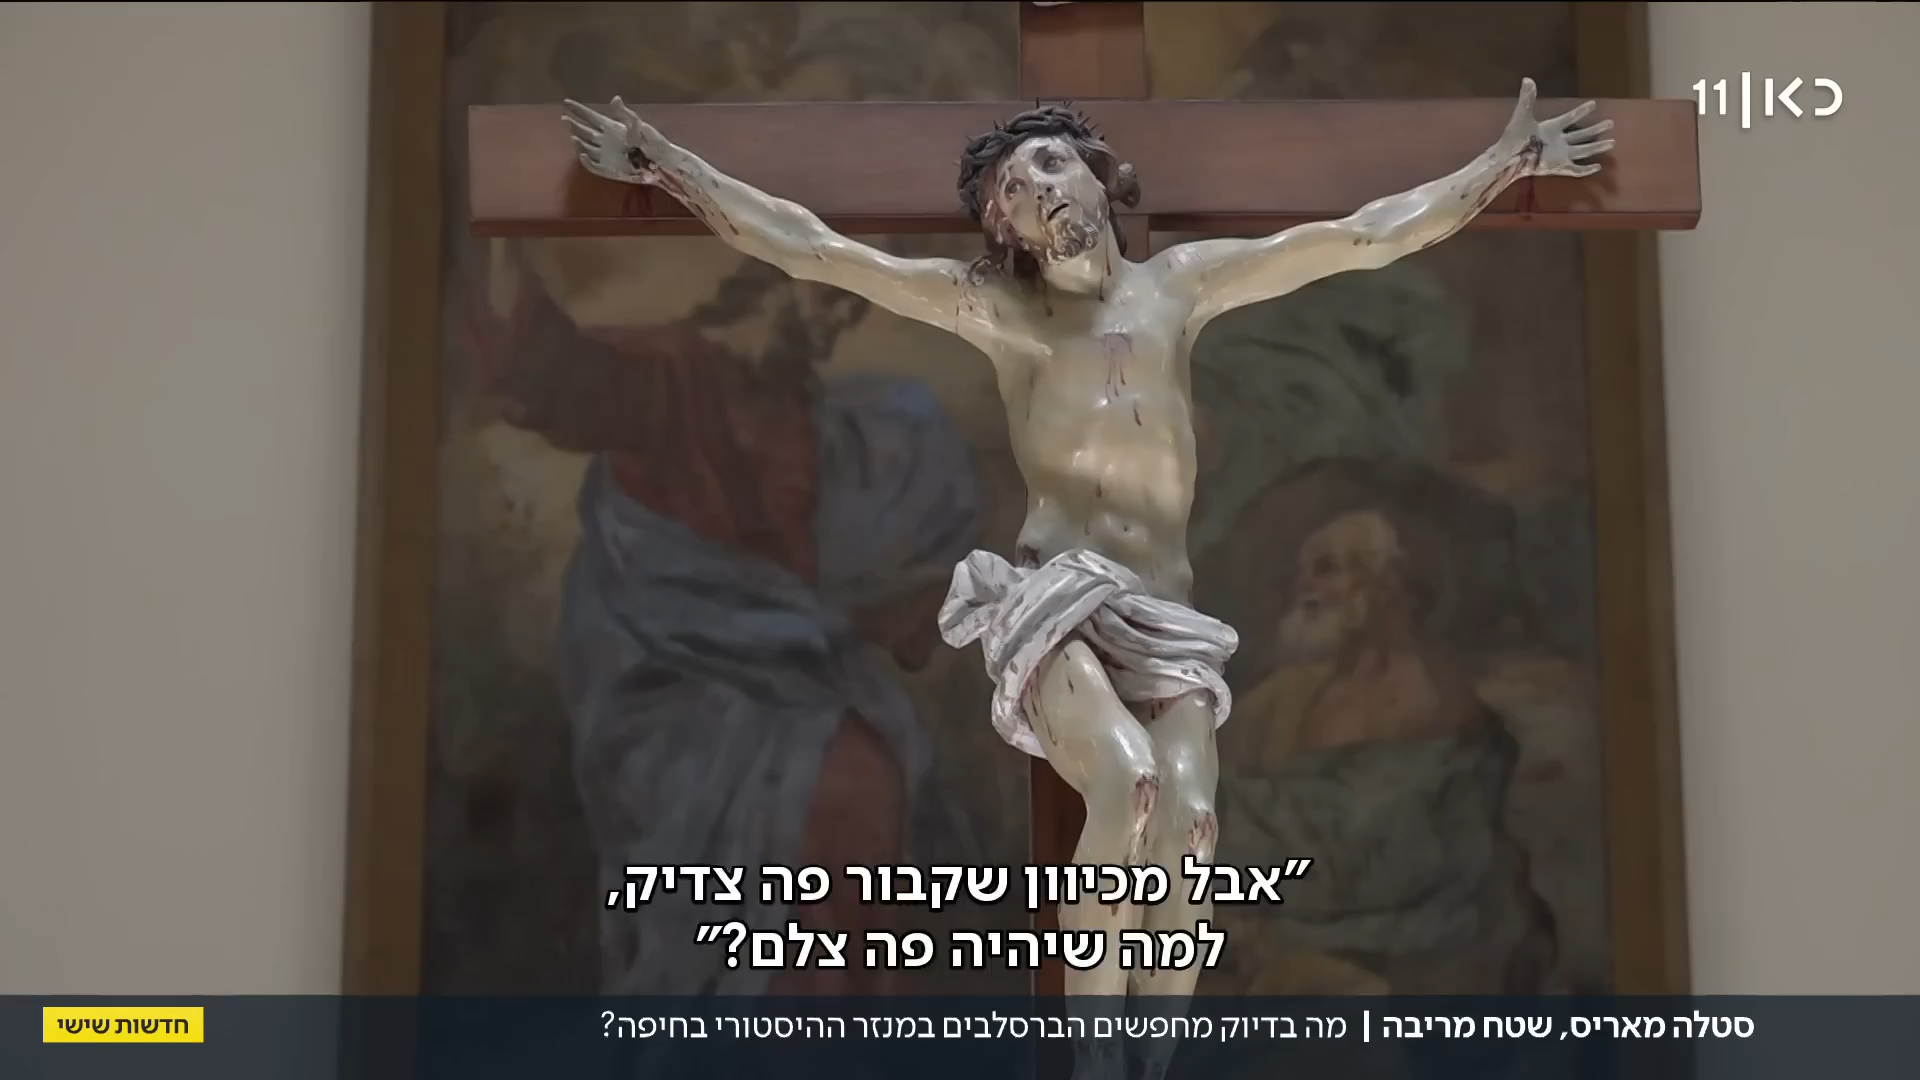 כאן|11
"אבל מכיוון שקבור פה צדיק,
למה שיהיה פה צלם?"
סטלה מאריס, שטח מריבה | מה בדיוק מחפשים הברסלבים במנזר ההיסטורי בחיפה?
חדשות שישי